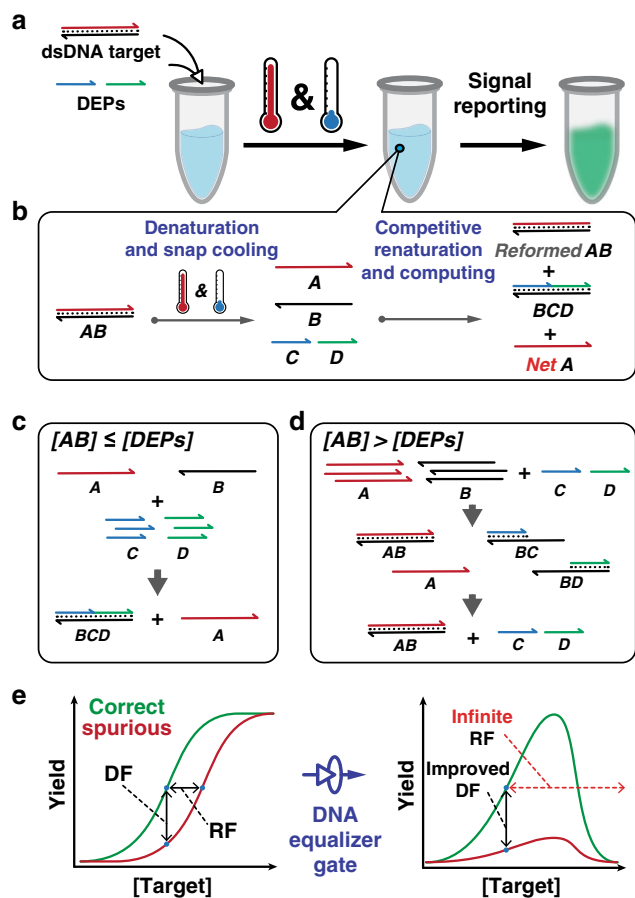 a
dsDNA target
DEPs
&
Signal
reporting
b
Denaturation
and snap cooling
Competitive
renaturation
and computing
AB
&
A
B
C D
Reformed AB
+
BCD
+
Net A
c
[AB] ≤ [DEPs]
A
B
+
C
D
BCD
+
A
d
[AB] > [DEPs]
A
B
+
C
D
AB
BC
A
BD
AB
+
C
D
e
Correct
spurious
DF
RF
Yield
[Target]
DNA
equalizer
gate
Infinite
RF
Improved
DF
Yield
[Target]